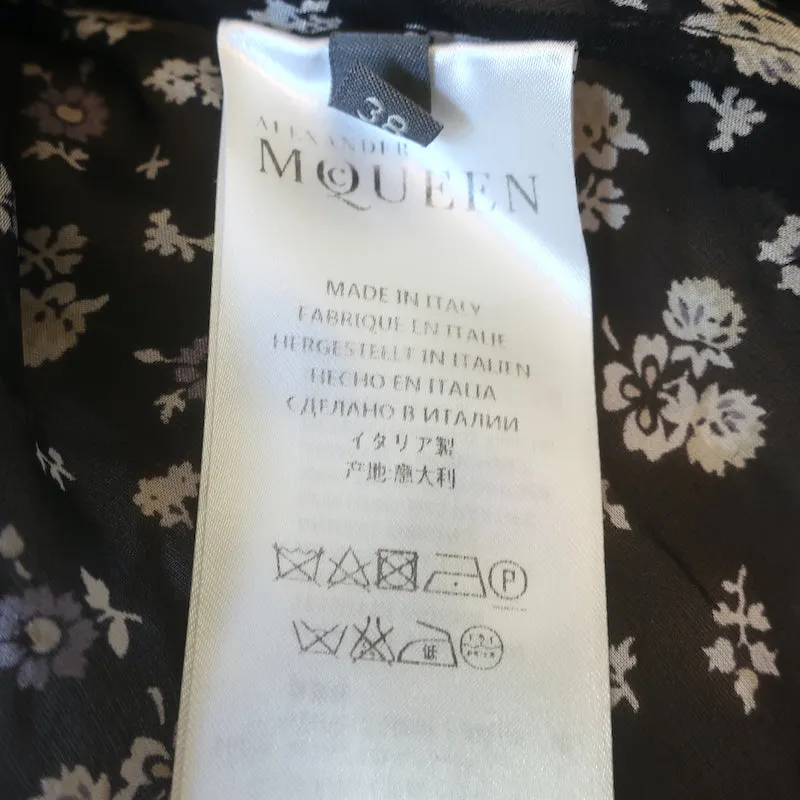 38
ALEXANDER
McQUEEN
MADE IN ITALY
FABRIQUE EN ITALIE
HERGESTELLT IN ITALIEN
HECHO EN ITALIA
СДЕЛАНО В ИТАЛИИ
イタリア製
产地:意大利
P
低